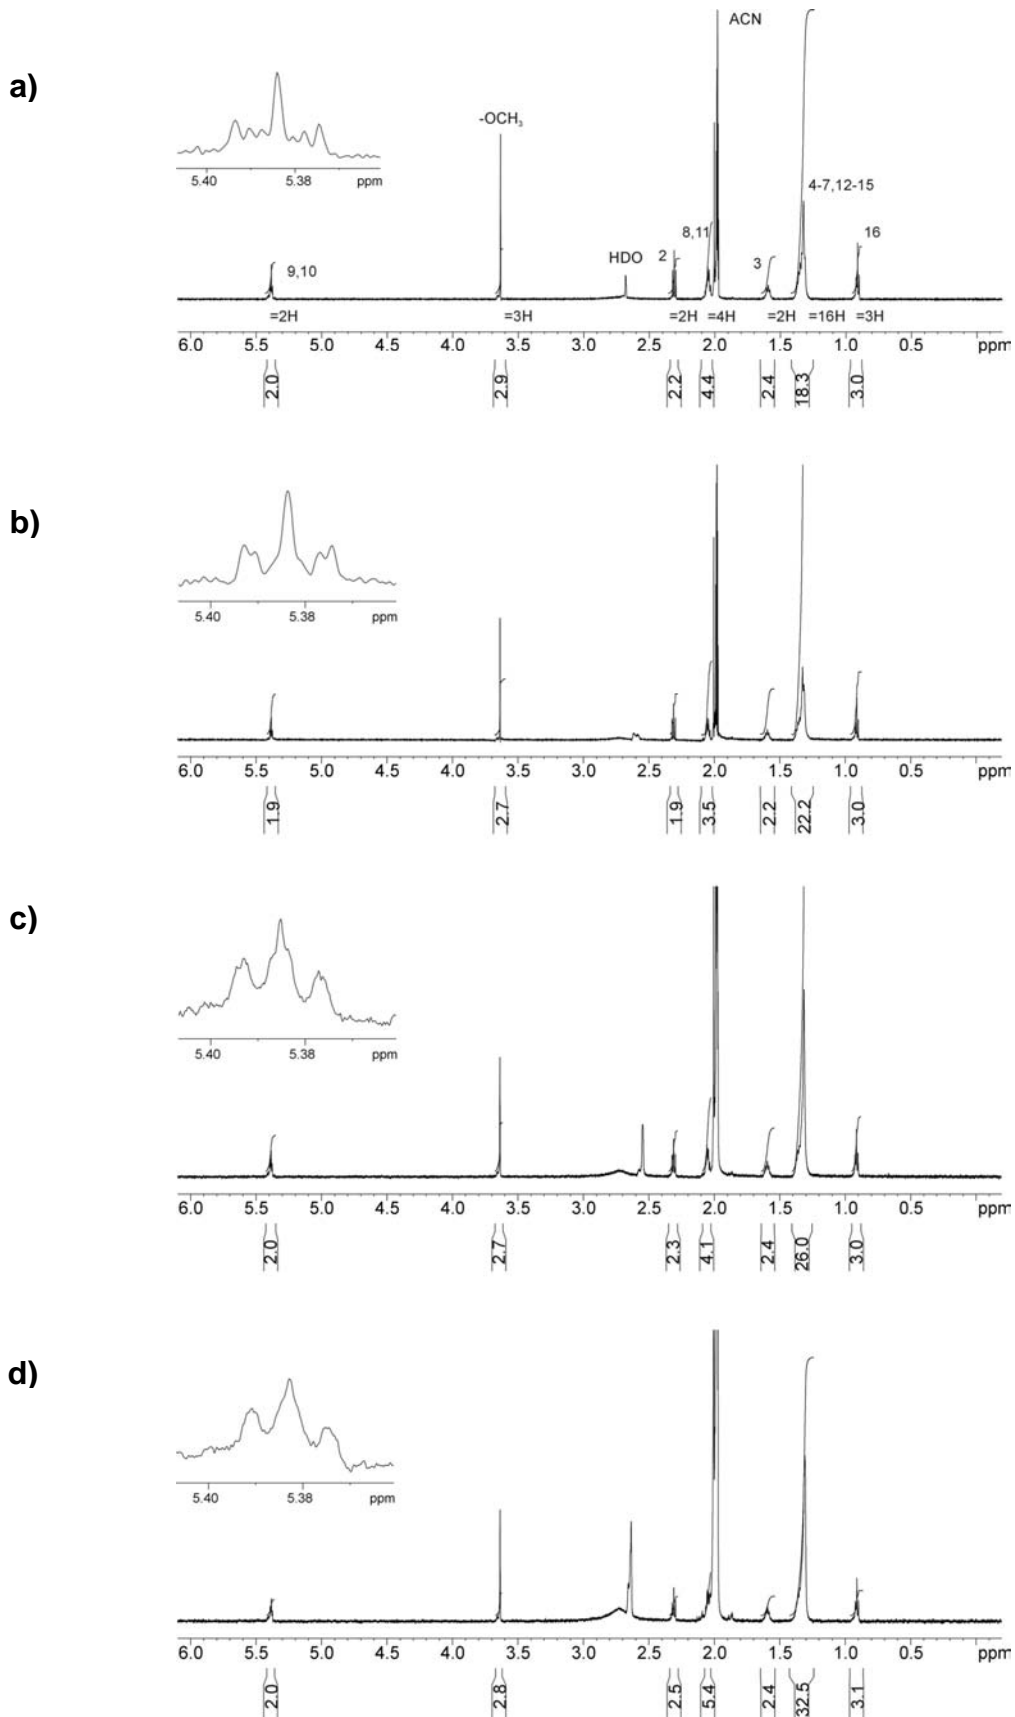 a)
ACN
-OCH3
5.40 5.38 ppm
4-7,12-15
8,11
16
9,10
HDO
2
3
=2H =3H =2H =4H =2H =16H =3H
6.0 5.5 5.0 4.5 4.0 3.5 3.0 2.5 2.0 1.5 1.0 0.5 ppm
2.0 2.9 2.2 4.4 2.4 18.3 3.0
b)
5.40 5.38 ppm
6.0 5.5 5.0 4.5 4.0 3.5 3.0 2.5 2.0 1.5 1.0 0.5 ppm
1.9 2.7 1.9 3.5 2.2 22.2 3.0
c)
5.40 5.38 ppm
6.0 5.5 5.0 4.5 4.0 3.5 3.0 2.5 2.0 1.5 1.0 0.5 ppm
2.0 2.7 2.3 4.1 2.4 26.0 3.0
d)
5.40 5.38 ppm
6.0 5.5 5.0 4.5 4.0 3.5 3.0 2.5 2.0 1.5 1.0 0.5 ppm
2.0 2.8 2.5 5.4 2.4 32.5 3.1